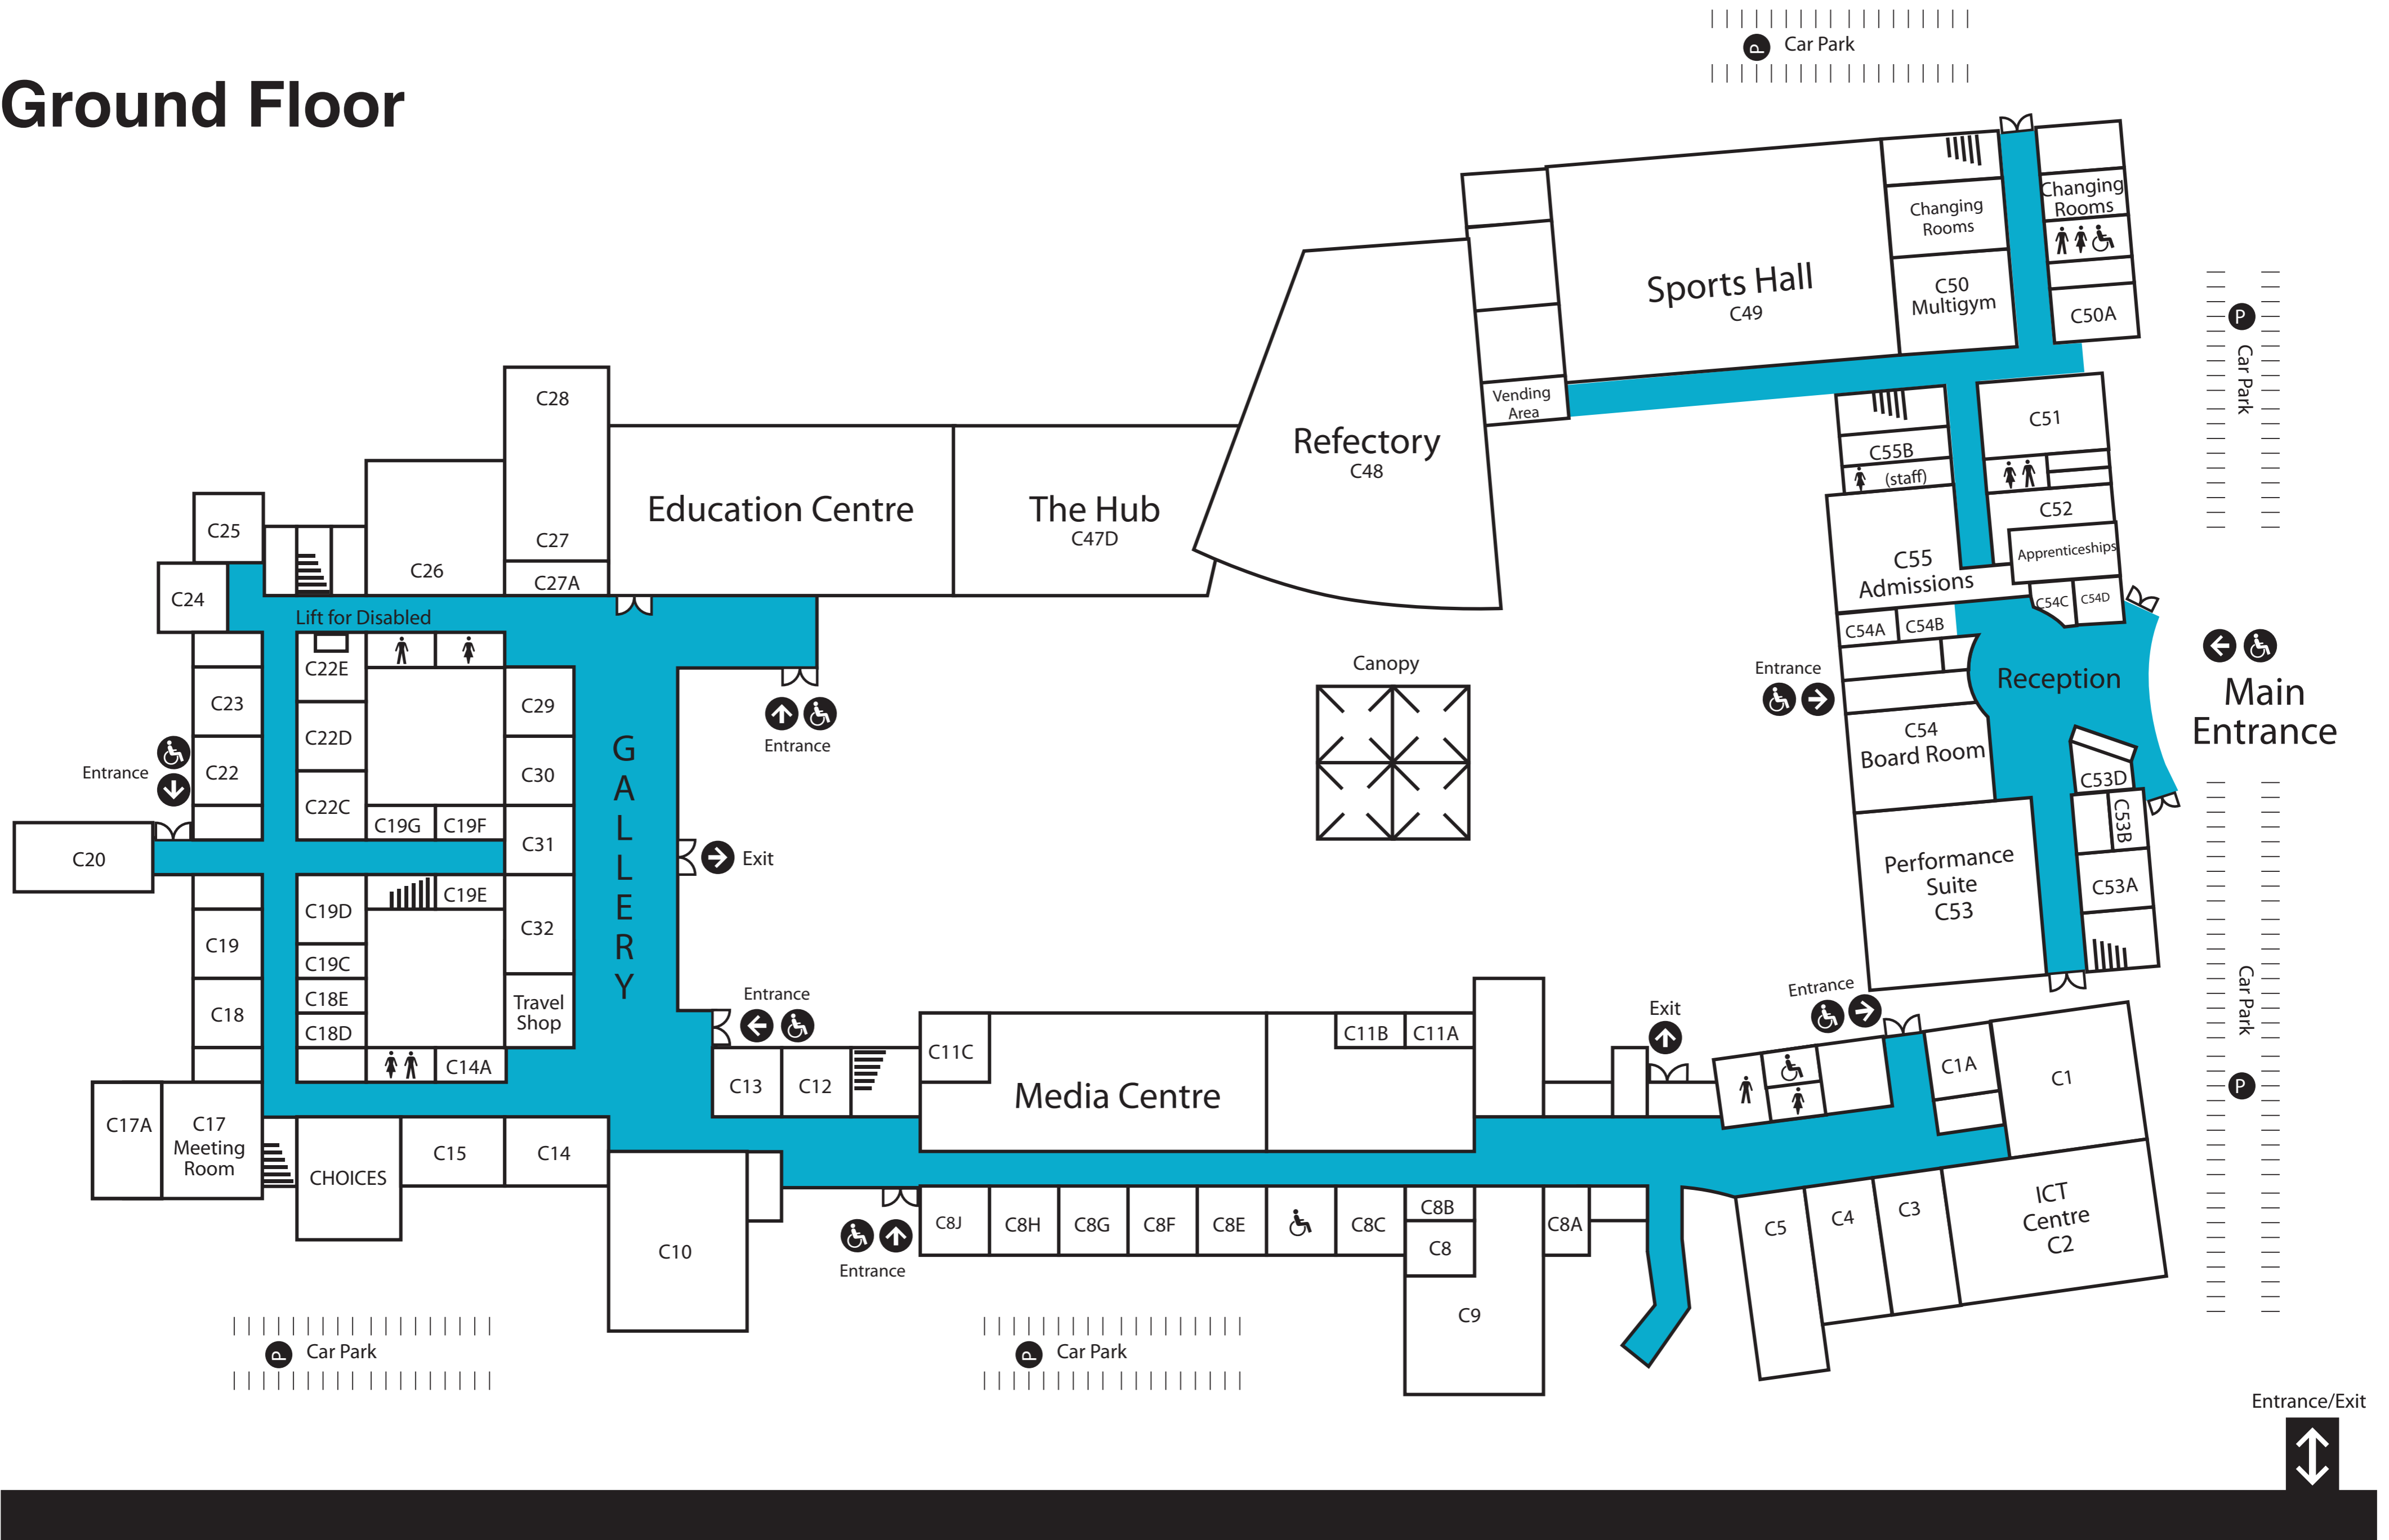 Ground Floor
P
Car Park
Changing
Rooms
Changing
Rooms
Sports Hall
C49
C50
Multigym
C50A
P
Car Park
Vending
Area
Refectory
C48
C51
C55B
(staff)
C52
Apprenticeships
C55
Admissions
C54C
C54D
C54A
C54B
Entrance
Reception
Main
Entrance
C54
Board Room
C53D
C53B
Performance
Suite
C53
C53A
Car Park
P
C28
C27
C27A
Education Centre
The Hub
C47D
C25
C26
C24
Lift for Disabled
C22E
C23
C22D
C22
C22C
Entrance
C20
C19G
C19F
C29
C30
C31
C32
GALLERY
Entrance
Exit
Canopy
C19E
C19D
C19
C19C
C18E
C18
C18D
Travel
Shop
C14A
C17A
C17
Meeting
Room
CHOICES
C15
C14
Entrance
C13
C12
C11C
Media Centre
C11B
C11A
Exit
Entrance
C1A
C1
C10
Entrance
C8J
C8H
C8G
C8F
C8E
C8C
C8B
C8
C8A
C9
C5
C4
C3
ICT
Centre
C2
P
Car Park
P
Car Park
Entrance/Exit